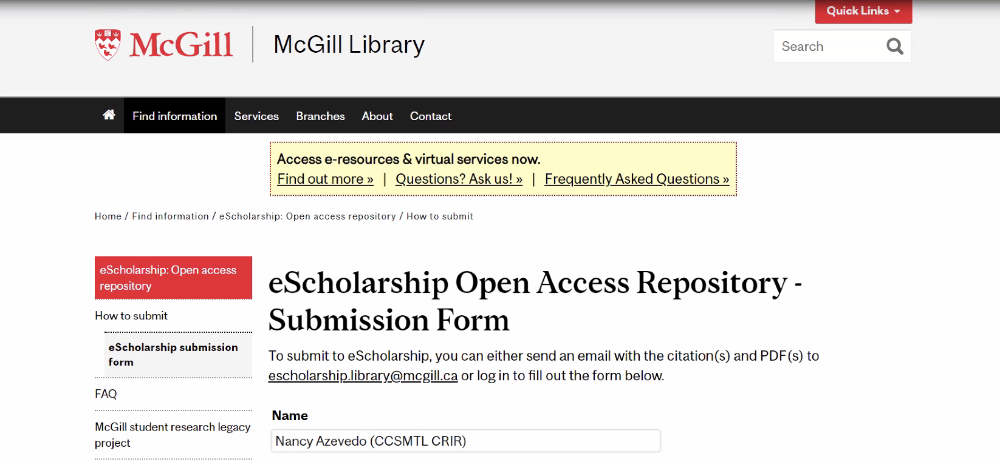 Quick Links
McGill
McGill Library
Search
Find information
Services
Branches
About
Contact
Access e-resources & virtual services now.
Find out more » | Questions? Ask us! » | Frequently Asked Questions »
Home / Find information / eScholarship: Open access repository / How to submit
eScholarship: Open access
repository
How to submit
eScholarship submission
form
FAQ
McGill student research legacy
project
eScholarship Open Access Repository -
Submission Form
To submit to eScholarship, you can either send an email with the citation(s) and PDF(s) to
escholarship.library@mcgill.ca or log in to fill out the form below.
Name
Nancy Azevedo (CCSMTL CRIR)